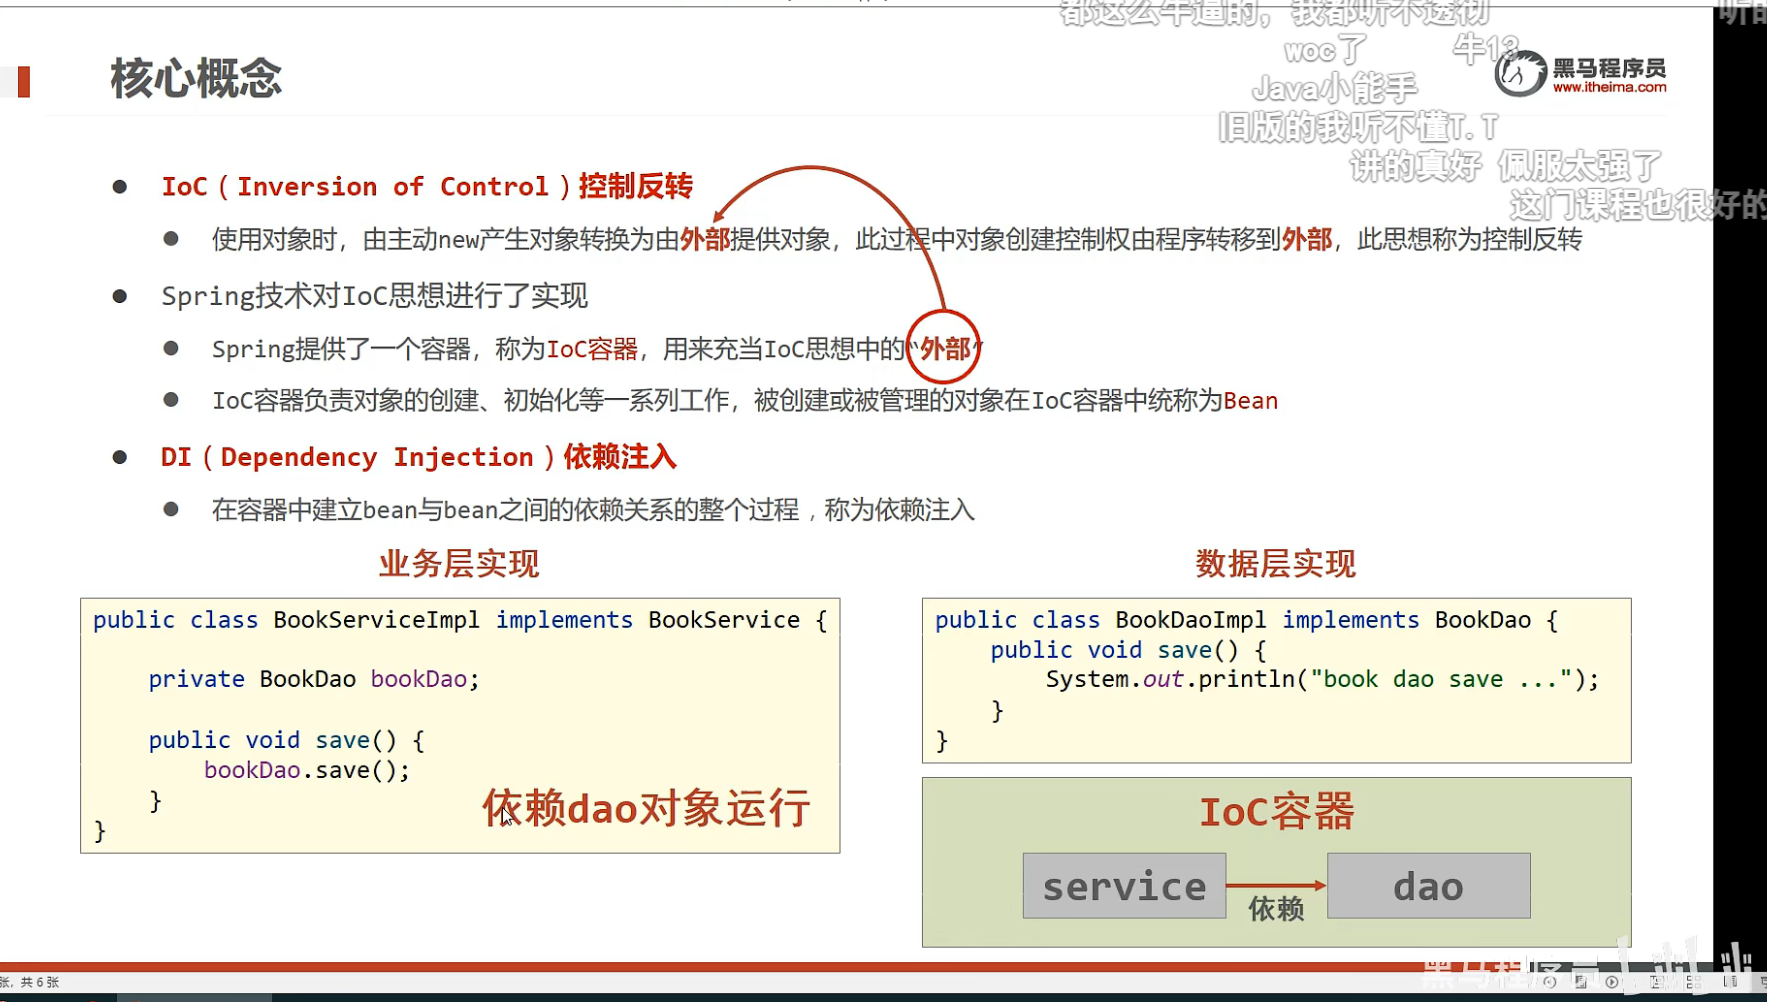 都这么牛逼的，我都听不透彻
听的
woc了
牛13
核心概念
黑马程序员
www.itheima.com
Java小能手
旧版的我听不懂T.T
讲的真好
佩服太强了
这门课程也很好的
IoC（Inversion of Control）控制反转
使用对象时，由主动new产生对象转换为由外部提供对象，此过程中对象创建控制权由程序转移到外部，此思想称为控制反转
Spring技术对IoC思想进行了实现
Spring提供了一个容器，称为IoC容器，用来充当IoC思想中的“外部”
IoC容器负责对象的创建、初始化等一系列工作，被创建或被管理的对象在IoC容器中统称为Bean
DI（Dependency Injection）依赖注入
在容器中建立bean与bean之间的依赖关系的整个过程，称为依赖注入
业务层实现
public class BookServiceImpl implements BookService {
private BookDao bookDao;
public void save() {
bookDao.save();
}
}
依赖dao对象运行
数据层实现
public class BookDaoImpl implements BookDao {
public void save() {
System.out.println("book dao save ...");
}
}
IoC容器
service
依赖
dao
黑马程序员
张，共 6 张